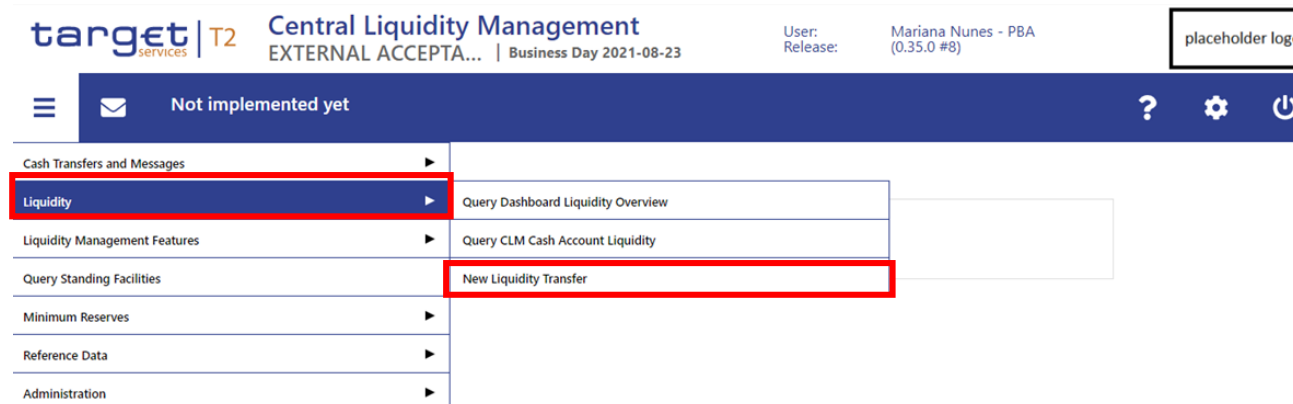 target services | T2
Central Liquidity Management
EXTERNAL ACCEPTA... | Business Day 2021-08-23
User: Mariana Nunes - PBA
Release: (0.35.0 #8)
placeholder logo
Not implemented yet
?
Cash Transfers and Messages
Liquidity
Query Dashboard Liquidity Overview
Liquidity Management Features
Query CLM Cash Account Liquidity
Query Standing Facilities
New Liquidity Transfer
Minimum Reserves
Reference Data
Administration